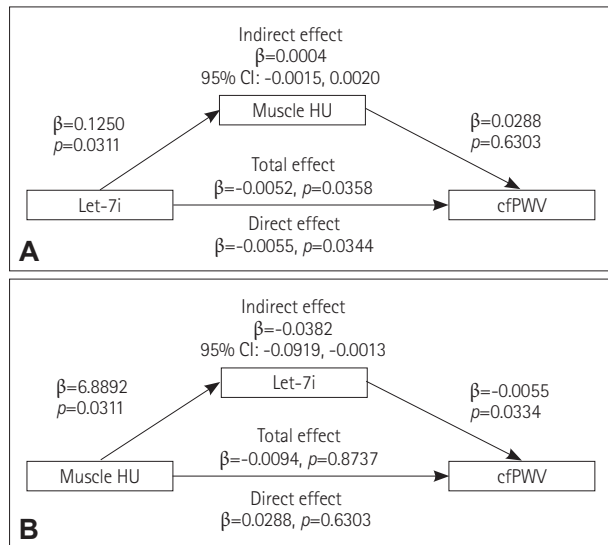 Indirect effect
β=0.0004
95% CI: -0.0015, 0.0020
Muscle HU
β=0.1250
p=0.0311
β=0.0288
p=0.6303
Total effect
β=-0.0052, p=0.0358
Let-7i
cfPWV
Direct effect
β=-0.0055, p=0.0344
A
Indirect effect
β=-0.0382
95% CI: -0.0919, -0.0013
Let-7i
β=6.8892
p=0.0311
β=-0.0055
p=0.0334
Total effect
β=-0.0094, p=0.8737
Muscle HU
cfPWV
Direct effect
β=0.0288, p=0.6303
B